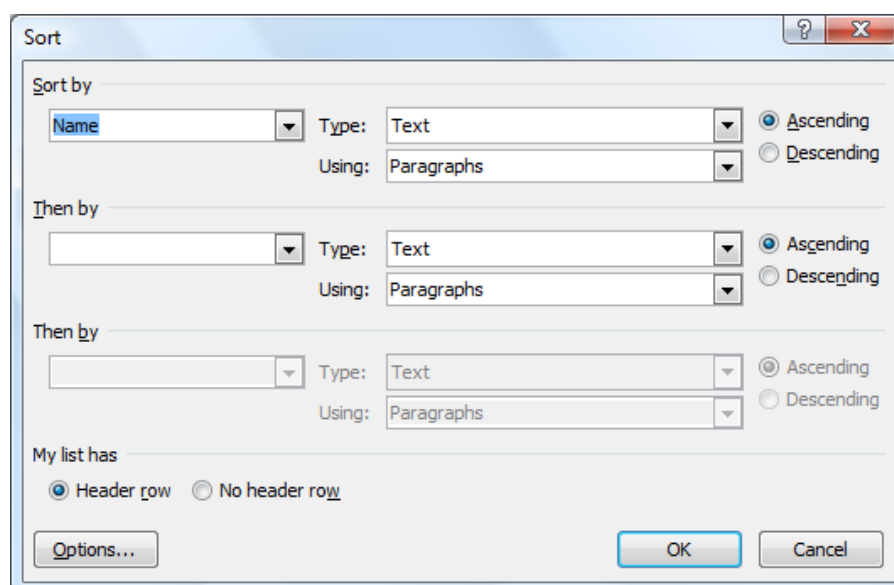 Sort
Sort by
Name Type: Text Ascending
Using: Paragraphs Descending
Then by
Type: Text Ascending
Using: Paragraphs Descending
Then by
Type: Text Ascending
Using: Paragraphs Descending
My list has
Header row No header row
Options... OK Cancel